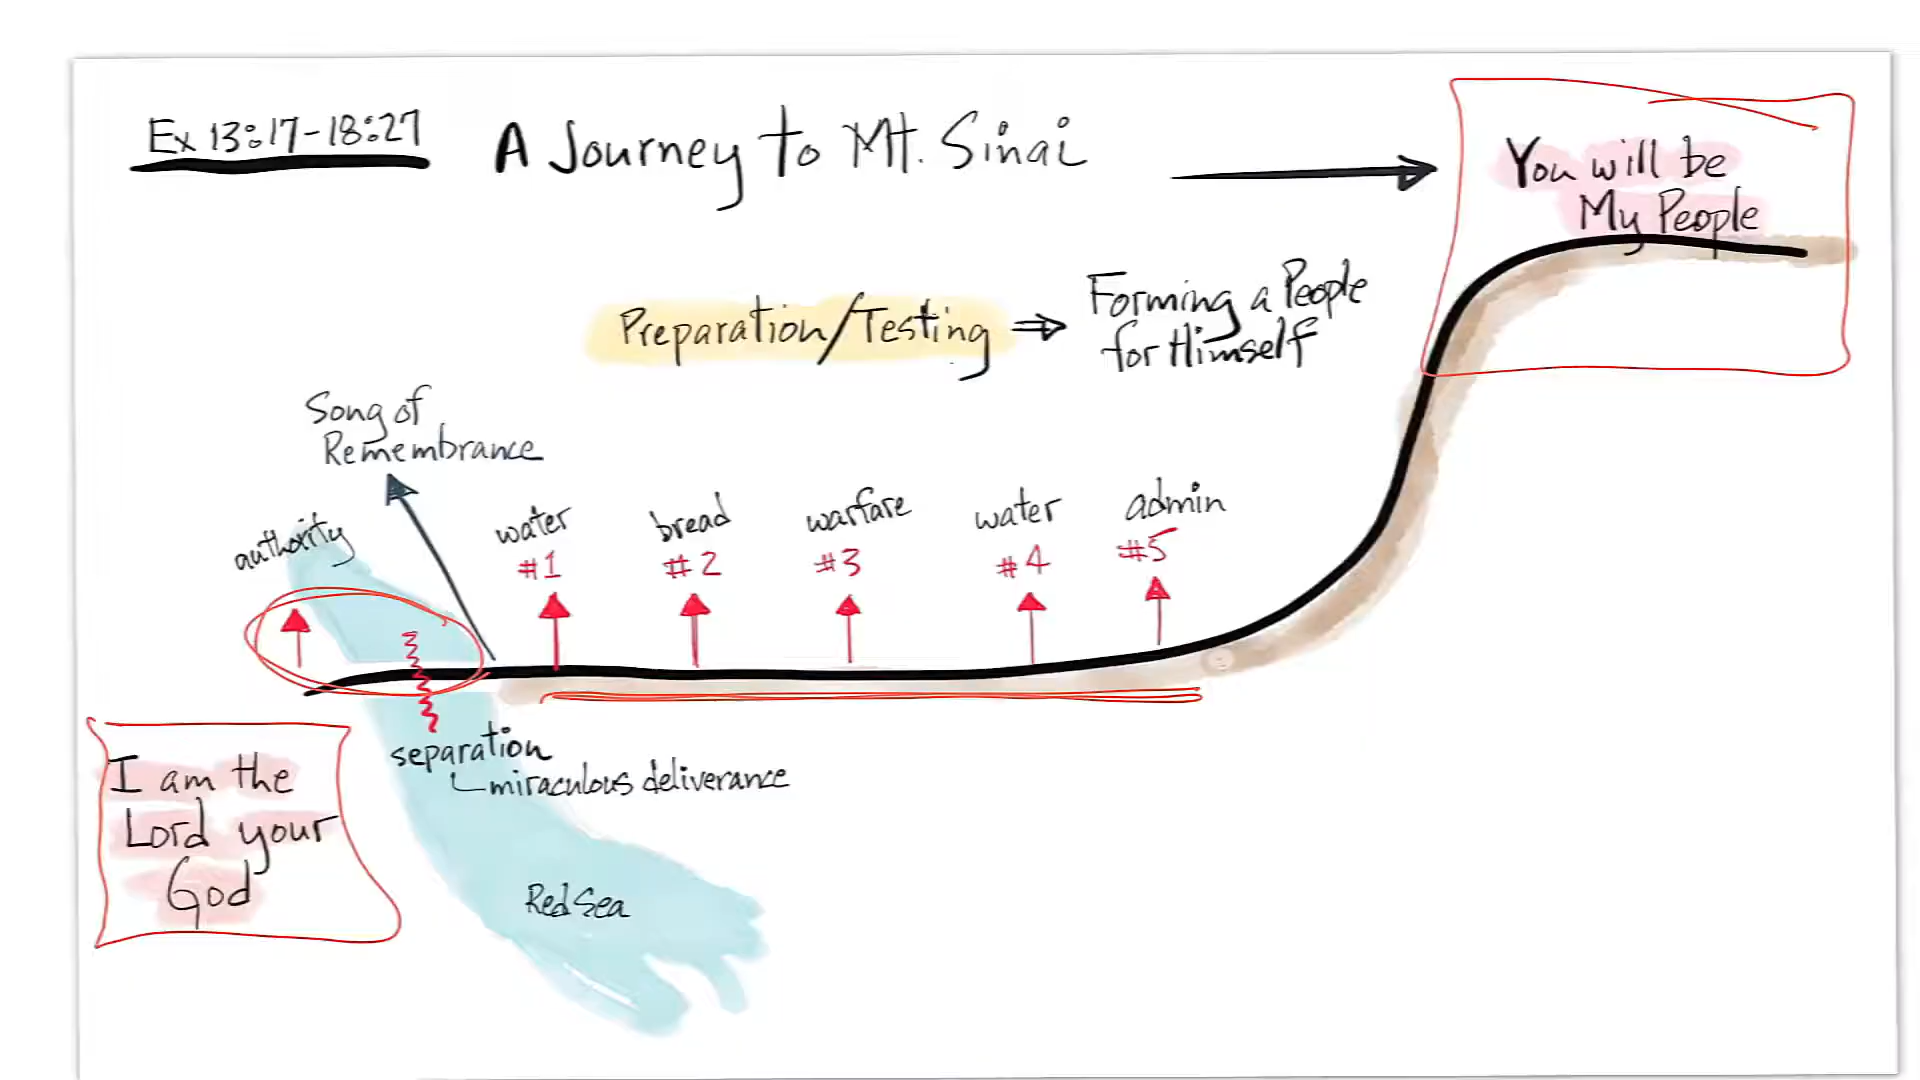 Ex 13:17-18:27
A Journey to Mt. Sinai
You will be
My People
Preparation/Testing ⇒
Forming a People
for Himself
Song of
Remembrance
authority
water
#1
bread
#2
warfare
#3
water
#4
admin
#5
separation
miraculous deliverance
I am the
Lord your
God
Red Sea